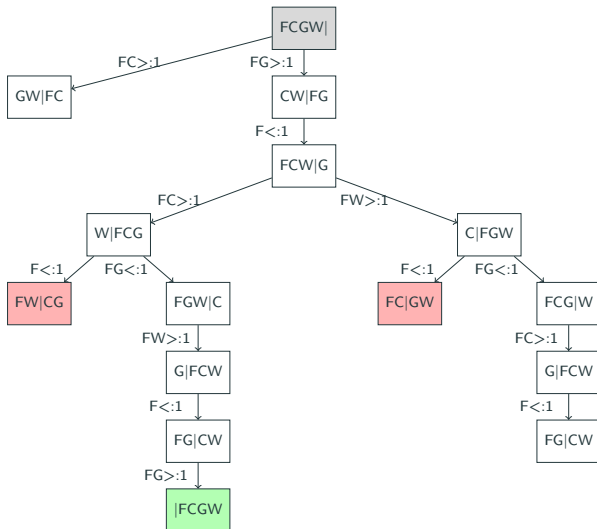 FCGW|
FC>:1
FG>:1
GW|FC
CW|FG
F<:1
FCW|G
FC>:1
FW>:1
W|FCG
C|FGW
F<:1
FG<:1
F<:1
FG<:1
FW|CG
FGW|C
FC|GW
FCG|W
FW>:1
FC>:1
G|FCW
G|FCW
F<:1
F<:1
FG|CW
FG|CW
FG>:1
|FCGW